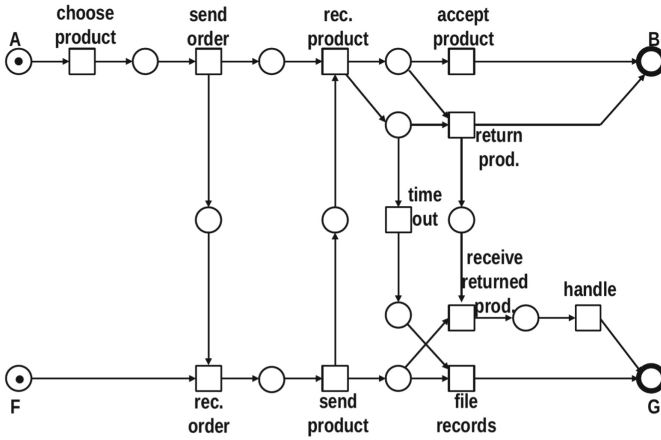 choose
product
send
order
rec.
product
accept
product
A
B
return
prod.
time
out
receive
returned
prod.
handle
F
G
rec.
order
send
product
file
records